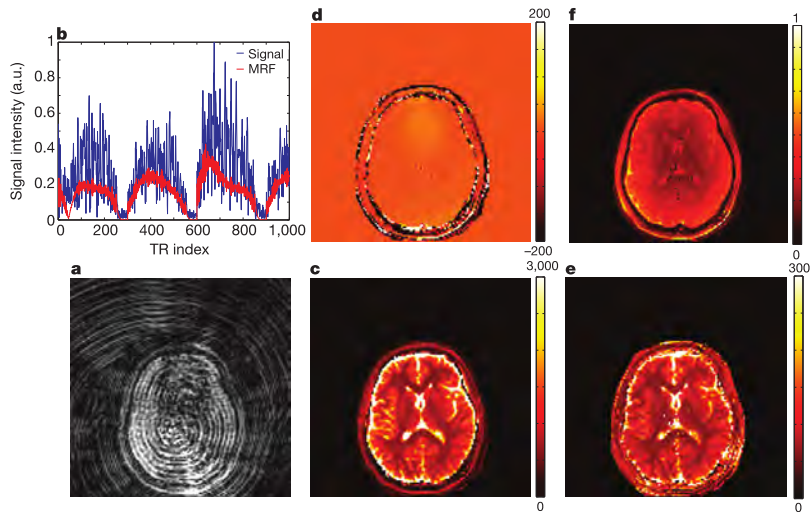 b
1
0.8
0.6
0.4
0.2
0
0 200 400 600 800 1,000
Signal intensity (a.u.)
TR index
Signal
MRF
d
200
−200
f
1
0
a
c
3,000
0
e
300
0